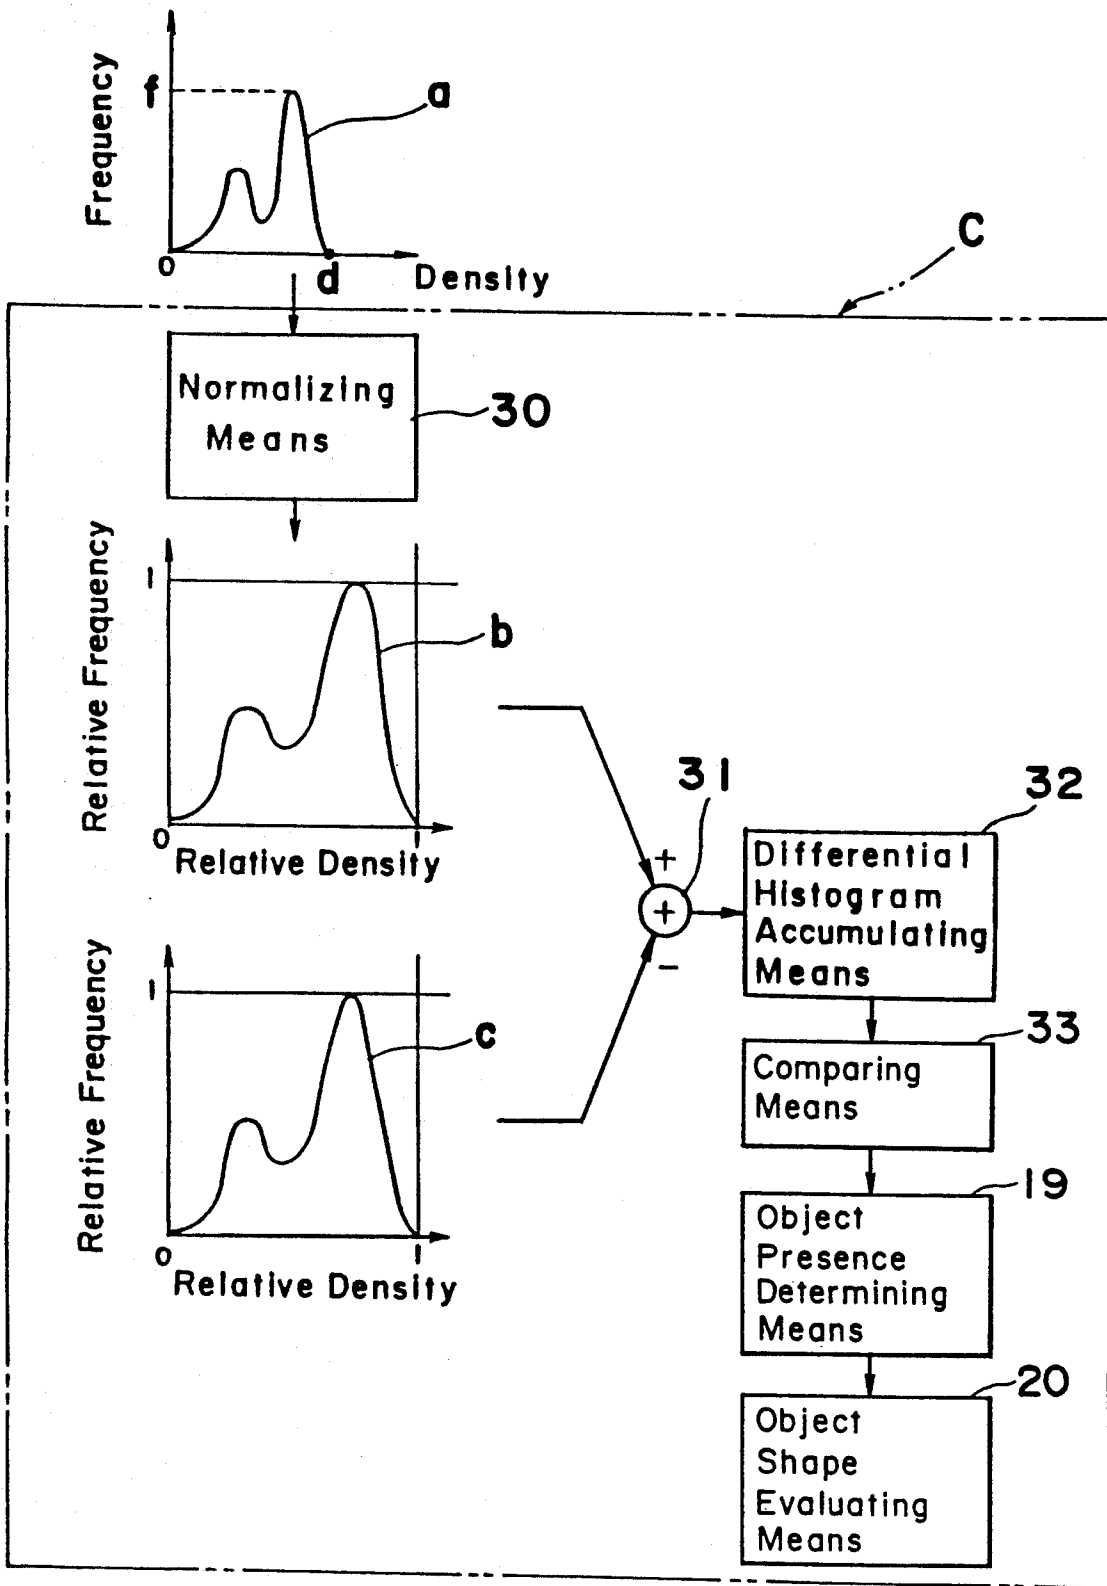 Frequency
f
a
0
d
Density
C
Normalizing
Means
30
Relative Frequency
1
b
0
1
Relative Density
31
+
+
-
32
Differential
Histogram
Accumulating
Means
Relative Frequency
1
c
0
1
Relative Density
33
Comparing
Means
19
Object
Presence
Determining
Means
20
Object
Shape
Evaluating
Means